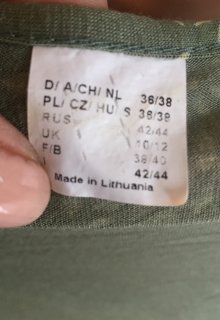 D/ A/CH/ NL 36/38
PL/ CZ/ HU S 36/38
RUS 42/44
UK 10/12
F/B 38/40
42/44
Made in Lithuania